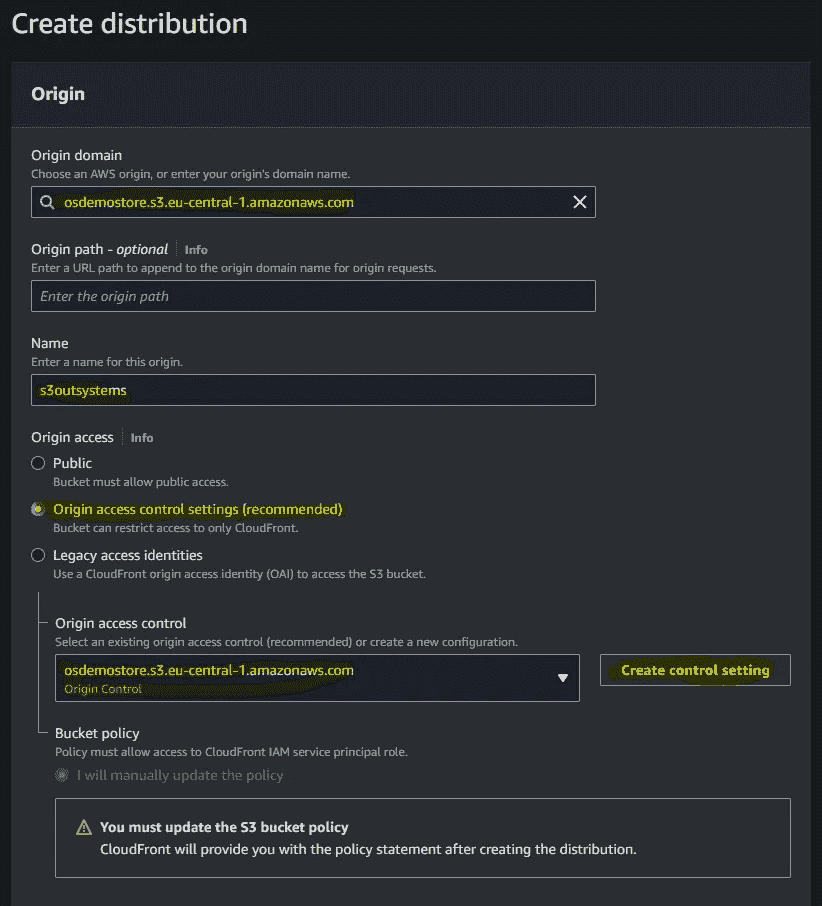 Create distribution
Origin
Origin domain
Choose an AWS origin, or enter your origin's domain name.
osdemostore.s3.eu-central-1.amazonaws.com
Origin path - optional Info
Enter a URL path to append to the origin domain name for origin requests.
Enter the origin path
Name
Enter a name for this origin.
s3outsystems
Origin access Info
Public
Bucket must allow public access.
Origin access control settings (recommended)
Bucket can restrict access to only CloudFront.
Legacy access identities
Use a CloudFront origin access identity (OAI) to access the S3 bucket.
Origin access control
Select an existing origin access control (recommended) or create a new configuration.
osdemostore.s3.eu-central-1.amazonaws.com
Origin Control
Create control setting
Bucket policy
Policy must allow access to CloudFront IAM service principal role.
I will manually update the policy
You must update the S3 bucket policy
CloudFront will provide you with the policy statement after creating the distribution.